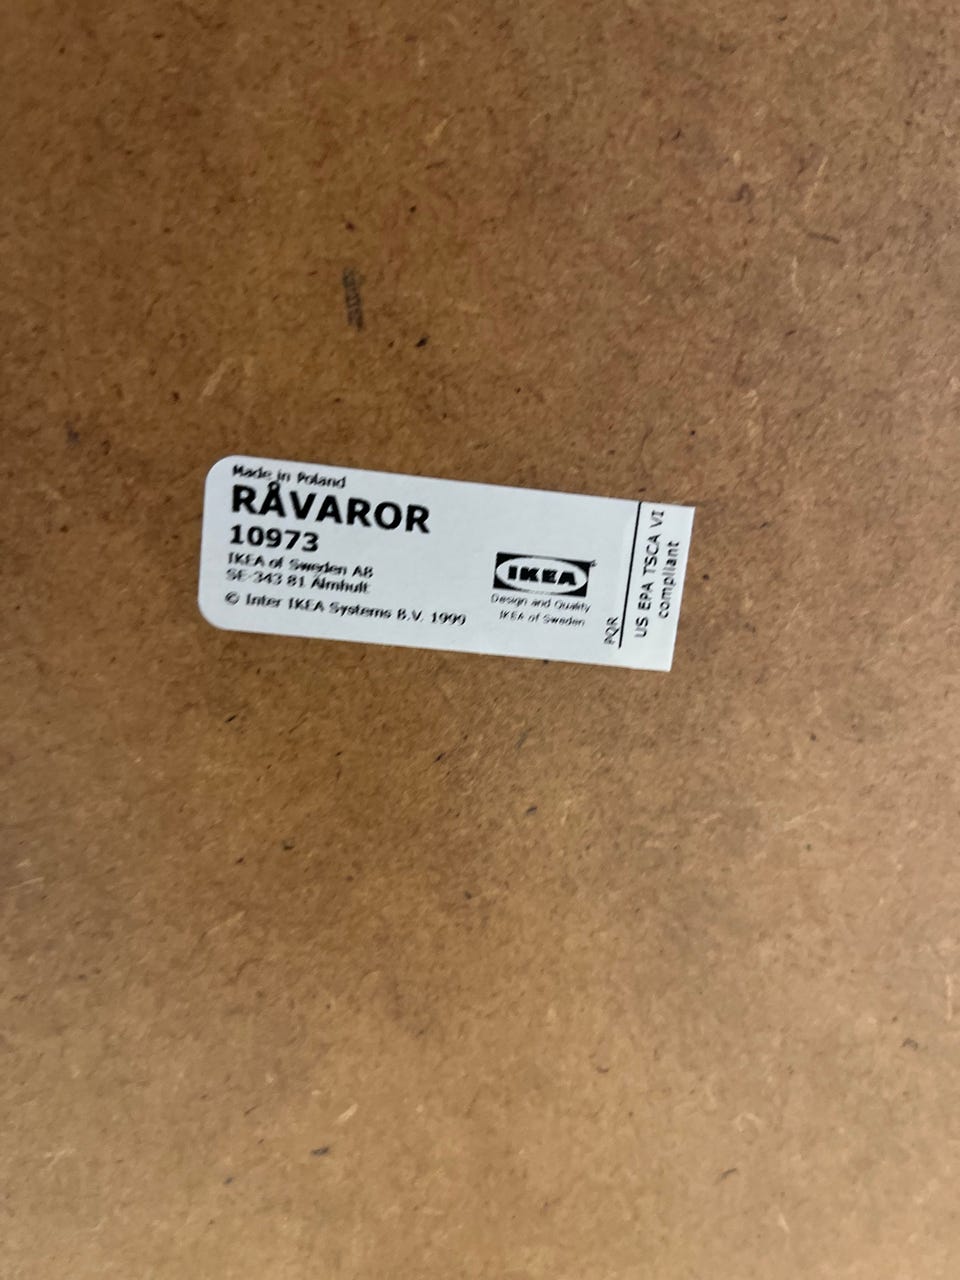 Made in Poland
RÅVAROR
10973
IKEA of Sweden AB
SE-343 81 Älmhult
© Inter IKEA Systems B.V. 1999
IKEA
Design and Quality
IKEA of Sweden
PQR
US EPA TSCA VI
compliant